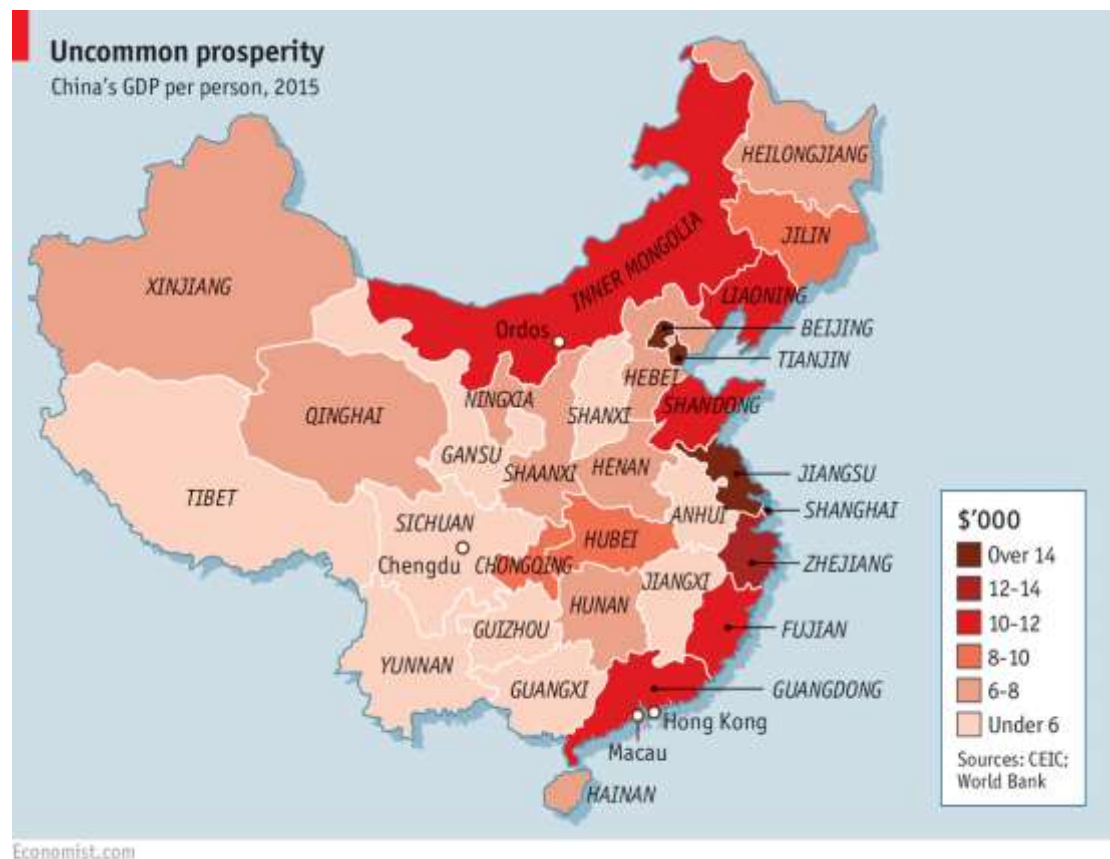 Uncommon prosperity
China's GDP per person, 2015
HEILONGJIANG
JILIN
XINJIANG
INNER MONGOLIA
LIAONING
Ordos
BEIJING
TIANJIN
HEBEI
NINGXIA
SHANXI
SHANDONG
QINGHAI
GANSU
SHAANXI
HENAN
JIANGSU
TIBET
SHANGHAI
ANHUI
SICHUAN
HUBEI
Chengdu
CHONGQING
ZHEJIANG
JIANGXI
HUNAN
GUIZHOU
FUJIAN
YUNNAN
GUANGXI
GUANGDONG
Hong Kong
Macau
HAINAN
$'000
Over 14
12-14
10-12
8-10
6-8
Under 6
Sources: CEIC;
World Bank
Economist.com